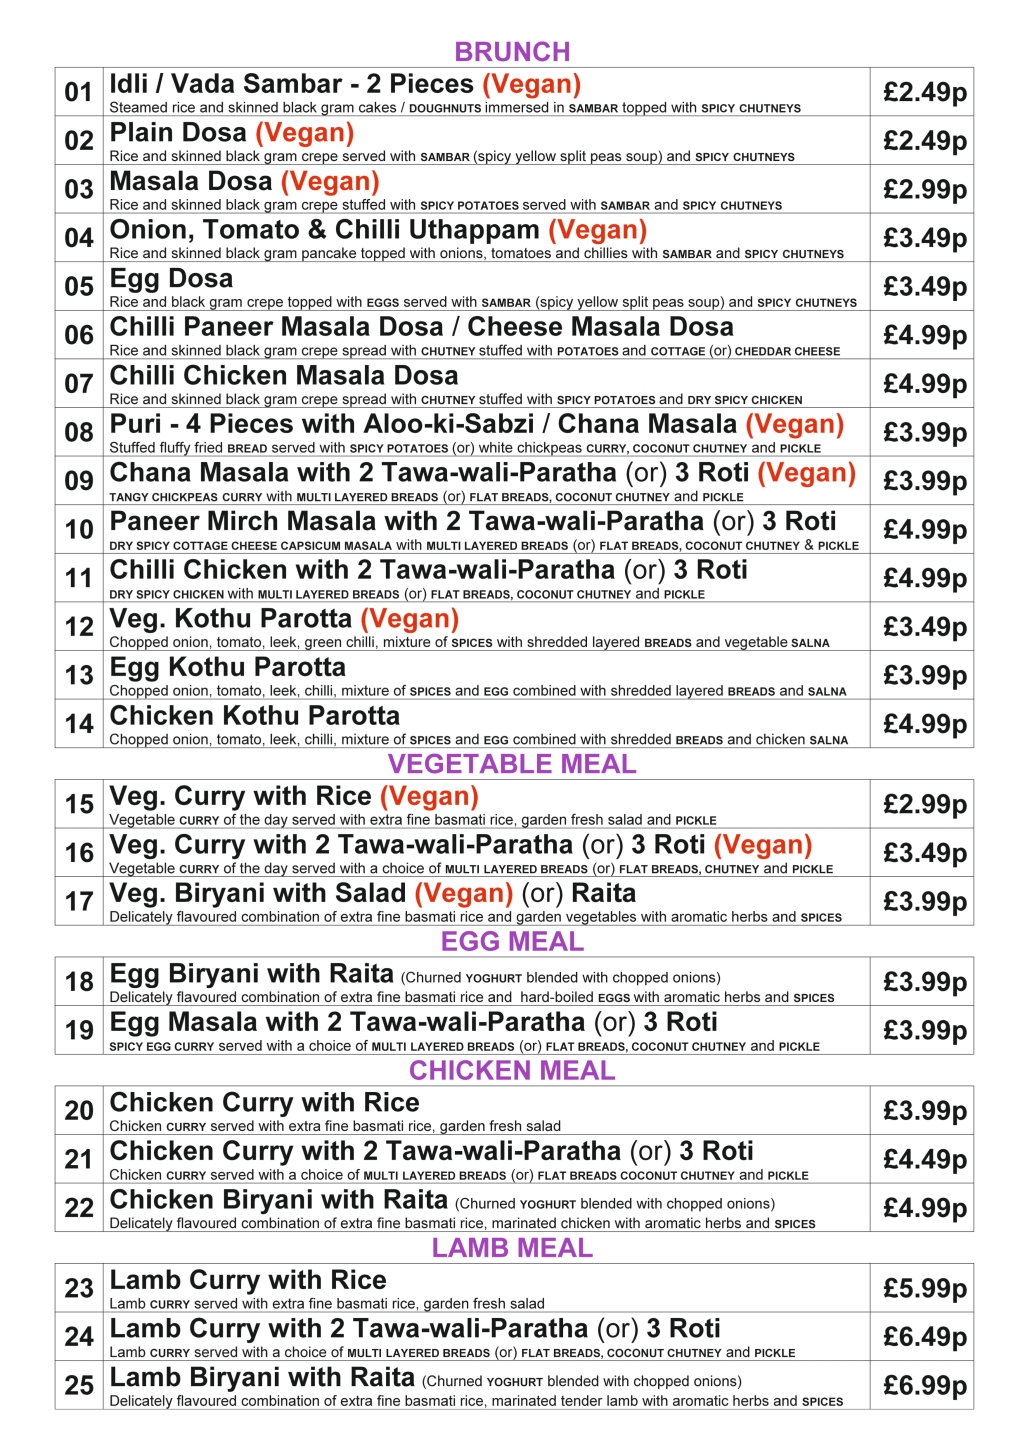 BRUNCH
01 Idli / Vada Sambar - 2 Pieces (Vegan) £2.49p
Steamed rice and skinned black gram cakes / DOUGHNUTS immersed in SAMBAR topped with SPICY CHUTNEYS
02 Plain Dosa (Vegan) £2.49p
Rice and skinned black gram crepe served with SAMBAR (spicy yellow split peas soup) and SPICY CHUTNEYS
03 Masala Dosa (Vegan) £2.99p
Rice and skinned black gram crepe stuffed with SPICY POTATOES served with SAMBAR and SPICY CHUTNEYS
04 Onion, Tomato & Chilli Uthappam (Vegan) £3.49p
Rice and skinned black gram pancake topped with onions, tomatoes and chillies with SAMBAR and SPICY CHUTNEYS
05 Egg Dosa £3.49p
Rice and black gram crepe topped with EGGS served with SAMBAR (spicy yellow split peas soup) and SPICY CHUTNEYS
06 Chilli Paneer Masala Dosa / Cheese Masala Dosa £4.99p
Rice and skinned black gram crepe spread with CHUTNEY stuffed with POTATOES and COTTAGE (or) CHEDDAR CHEESE
07 Chilli Chicken Masala Dosa £4.99p
Rice and skinned black gram crepe spread with CHUTNEY stuffed with SPICY POTATOES and DRY SPICY CHICKEN
08 Puri - 4 Pieces with Aloo-ki-Sabzi / Chana Masala (Vegan) £3.99p
Stuffed fluffy fried BREAD served with SPICY POTATOES (or) white chickpeas CURRY, COCONUT CHUTNEY and PICKLE
09 Chana Masala with 2 Tawa-wali-Paratha (or) 3 Roti (Vegan) £3.99p
TANGY CHICKPEAS CURRY with MULTI LAYERED BREADS (or) FLAT BREADS, COCONUT CHUTNEY and PICKLE
10 Paneer Mirch Masala with 2 Tawa-wali-Paratha (or) 3 Roti £4.99p
DRY SPICY COTTAGE CHEESE CAPSICUM MASALA with MULTI LAYERED BREADS (or) FLAT BREADS, COCONUT CHUTNEY & PICKLE
11 Chilli Chicken with 2 Tawa-wali-Paratha (or) 3 Roti £4.99p
DRY SPICY CHICKEN with MULTI LAYERED BREADS (or) FLAT BREADS, COCONUT CHUTNEY and PICKLE
12 Veg. Kothu Parotta (Vegan) £3.49p
Chopped onion, tomato, leek, green chilli, mixture of SPICES with shredded layered BREADS and vegetable SALNA
13 Egg Kothu Parotta £3.99p
Chopped onion, tomato, leek, chilli, mixture of SPICES and EGG combined with shredded layered BREADS and SALNA
14 Chicken Kothu Parotta £4.99p
Chopped onion, tomato, leek, chilli, mixture of SPICES and EGG combined with shredded BREADS and chicken SALNA
VEGETABLE MEAL
15 Veg. Curry with Rice (Vegan) £2.99p
Vegetable CURRY of the day served with extra fine basmati rice, garden fresh salad and PICKLE
16 Veg. Curry with 2 Tawa-wali-Paratha (or) 3 Roti (Vegan) £3.49p
Vegetable CURRY of the day served with a choice of MULTI LAYERED BREADS (or) FLAT BREADS, CHUTNEY and PICKLE
17 Veg. Biryani with Salad (Vegan) (or) Raita £3.99p
Delicately flavoured combination of extra fine basmati rice and garden vegetables with aromatic herbs and SPICES
EGG MEAL
18 Egg Biryani with Raita (Churned YOGHURT blended with chopped onions) £3.99p
Delicately flavoured combination of extra fine basmati rice and hard-boiled EGGS with aromatic herbs and SPICES
19 Egg Masala with 2 Tawa-wali-Paratha (or) 3 Roti £3.99p
SPICY EGG CURRY served with a choice of MULTI LAYERED BREADS (or) FLAT BREADS, COCONUT CHUTNEY and PICKLE
CHICKEN MEAL
20 Chicken Curry with Rice £3.99p
Chicken CURRY served with extra fine basmati rice, garden fresh salad
21 Chicken Curry with 2 Tawa-wali-Paratha (or) 3 Roti £4.49p
Chicken CURRY served with a choice of MULTI LAYERED BREADS (or) FLAT BREADS COCONUT CHUTNEY and PICKLE
22 Chicken Biryani with Raita (Churned YOGHURT blended with chopped onions) £4.99p
Delicately flavoured combination of extra fine basmati rice, marinated chicken with aromatic herbs and SPICES
LAMB MEAL
23 Lamb Curry with Rice £5.99p
Lamb CURRY served with extra fine basmati rice, garden fresh salad
24 Lamb Curry with 2 Tawa-wali-Paratha (or) 3 Roti £6.49p
Lamb CURRY served with a choice of MULTI LAYERED BREADS (or) FLAT BREADS, COCONUT CHUTNEY and PICKLE
25 Lamb Biryani with Raita (Churned YOGHURT blended with chopped onions) £6.99p
Delicately flavoured combination of extra fine basmati rice, marinated tender lamb with aromatic herbs and SPICES